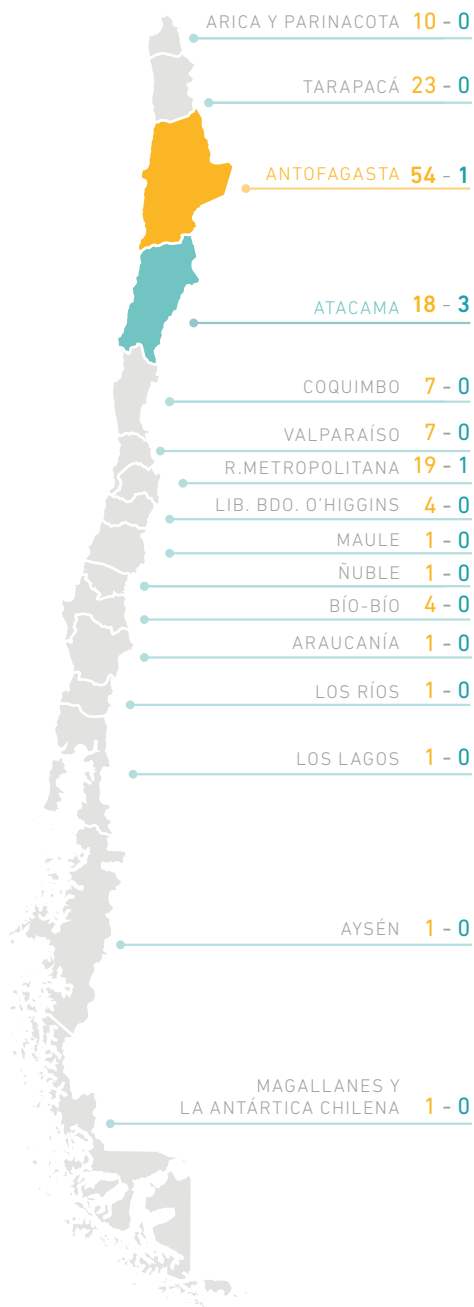 ARICA Y PARINACOTA 10 - 0
TARAPACÁ 23 - 0
ANTOFAGASTA 54 - 1
ATACAMA 18 - 3
COQUIMBO 7 - 0
VALPARAÍSO 7 - 0
R.METROPOLITANA 19 - 1
LIB. BDO. O'HIGGINS 4 - 0
MAULE 1 - 0
ÑUBLE 1 - 0
BÍO-BÍO 4 - 0
ARAUCANÍA 1 - 0
LOS RÍOS 1 - 0
LOS LAGOS 1 - 0
AYSÉN 1 - 0
MAGALLANES Y
LA ANTÁRTICA CHILENA 1 - 0